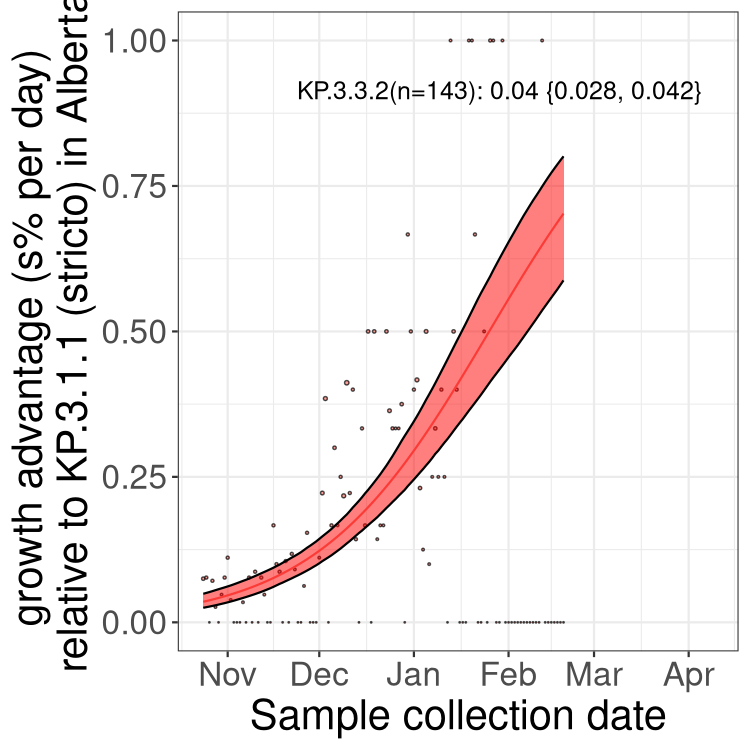 growth advantage (s% per day)
relative to KP.3.1.1 (stricto) in Alberta
1.00
0.75
0.50
0.25
0.00
KP.3.3.2(n=143): 0.04 {0.028, 0.042}
Nov Dec Jan Feb Mar Apr
Sample collection date